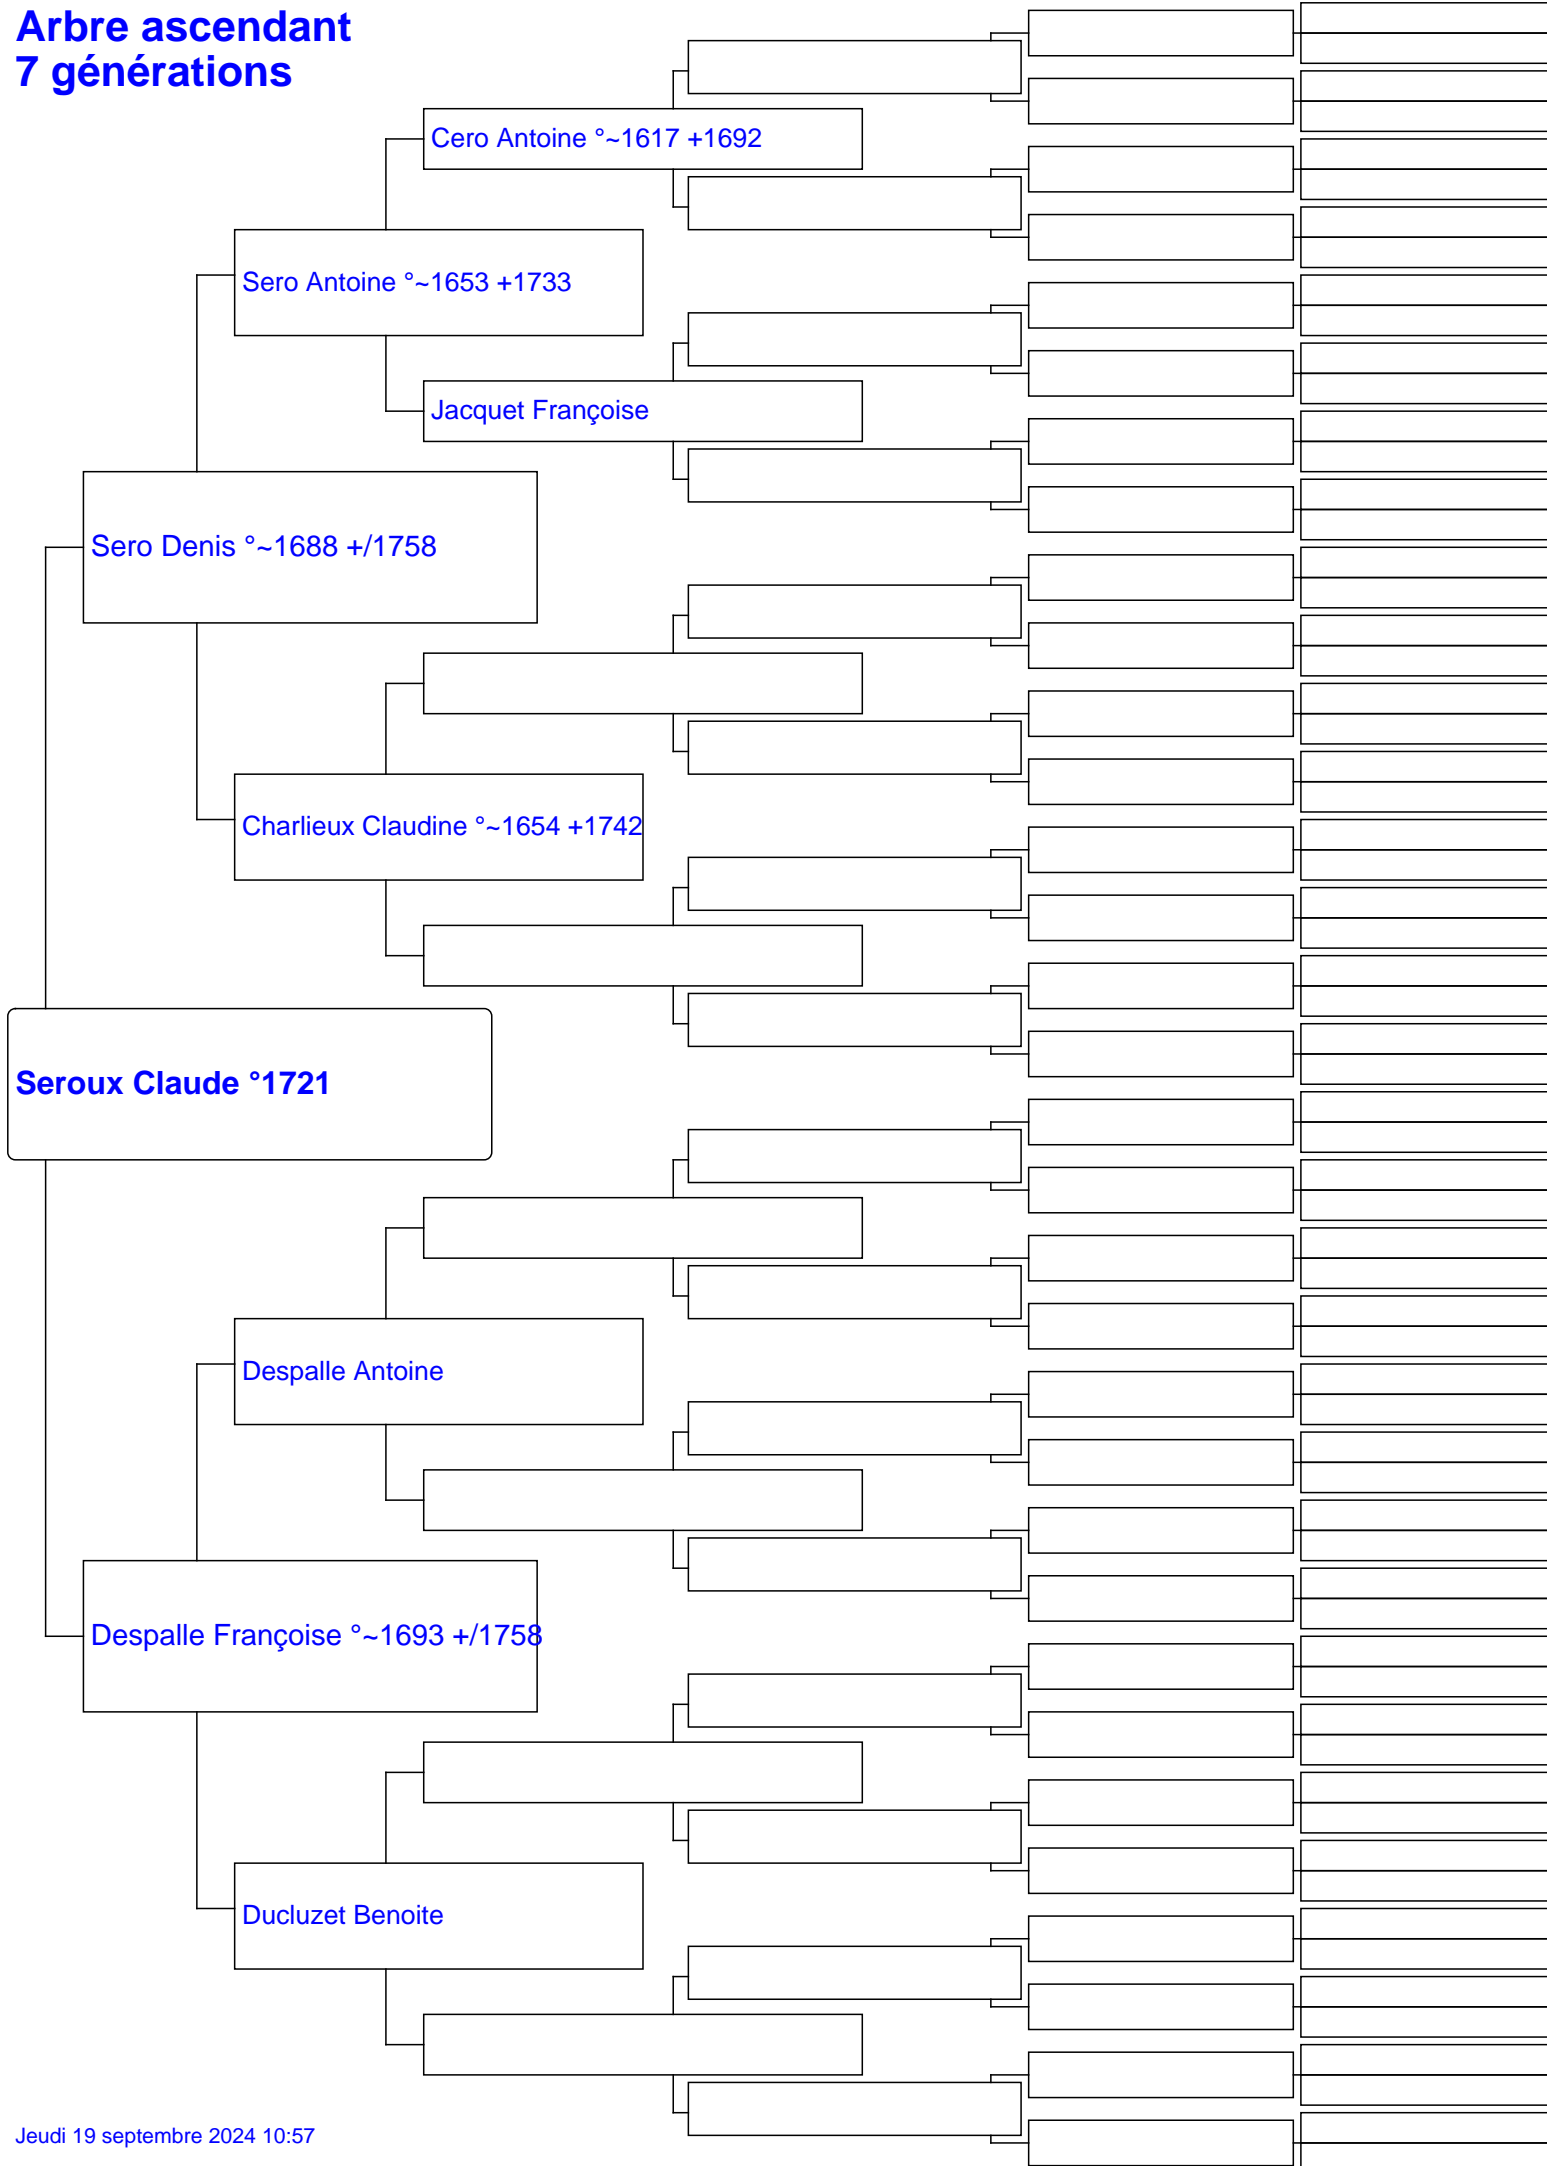 Arbre ascendant
7 générations
Cero Antoine °~1617 +1692
Sero Antoine °~1653 +1733
Jacquet Françoise
Sero Denis °~1688 +/1758
Charlieux Claudine °~1654 +1742
Seroux Claude °1721
Despalle Antoine
Despalle Françoise °~1693 +/1758
Ducluzet Benoite
Jeudi 19 septembre 2024 10:57